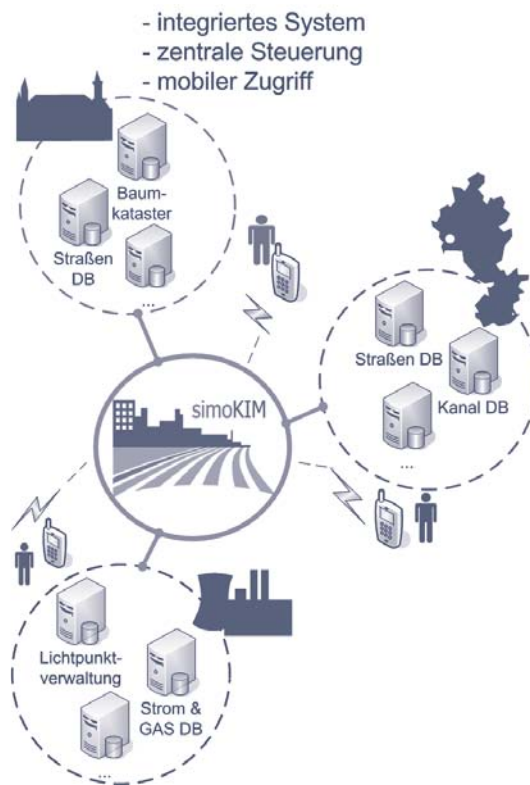 - integriertes System
- zentrale Steuerung
- mobiler Zugriff
Baum-
kataster
Straßen
DB
...
Straßen DB
Kanal DB
...
simoKIM
Lichtpunkt-
verwaltung
Strom &
GAS DB
...